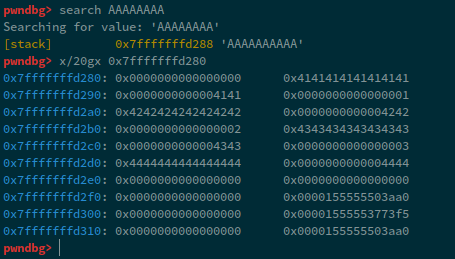 pwndbg> search AAAAAAAA
Searching for value: 'AAAAAAAA'
[stack]         0x7fffffffd288 'AAAAAAAAAA'
pwndbg> x/20gx 0x7fffffffd280
0x7fffffffd280: 0x0000000000000000      0x4141414141414141
0x7fffffffd290: 0x0000000000004141      0x0000000000000001
0x7fffffffd2a0: 0x4242424242424242      0x0000000000004242
0x7fffffffd2b0: 0x0000000000000002      0x4343434343434343
0x7fffffffd2c0: 0x0000000000004343      0x0000000000000003
0x7fffffffd2d0: 0x4444444444444444      0x0000000000004444
0x7fffffffd2e0: 0x0000000000000000      0x0000000000000000
0x7fffffffd2f0: 0x0000000000000000      0x0000155555503aa0
0x7fffffffd300: 0x0000000000000000      0x00001555553773f5
0x7fffffffd310: 0x0000000000000000      0x0000155555503aa0
pwndbg>